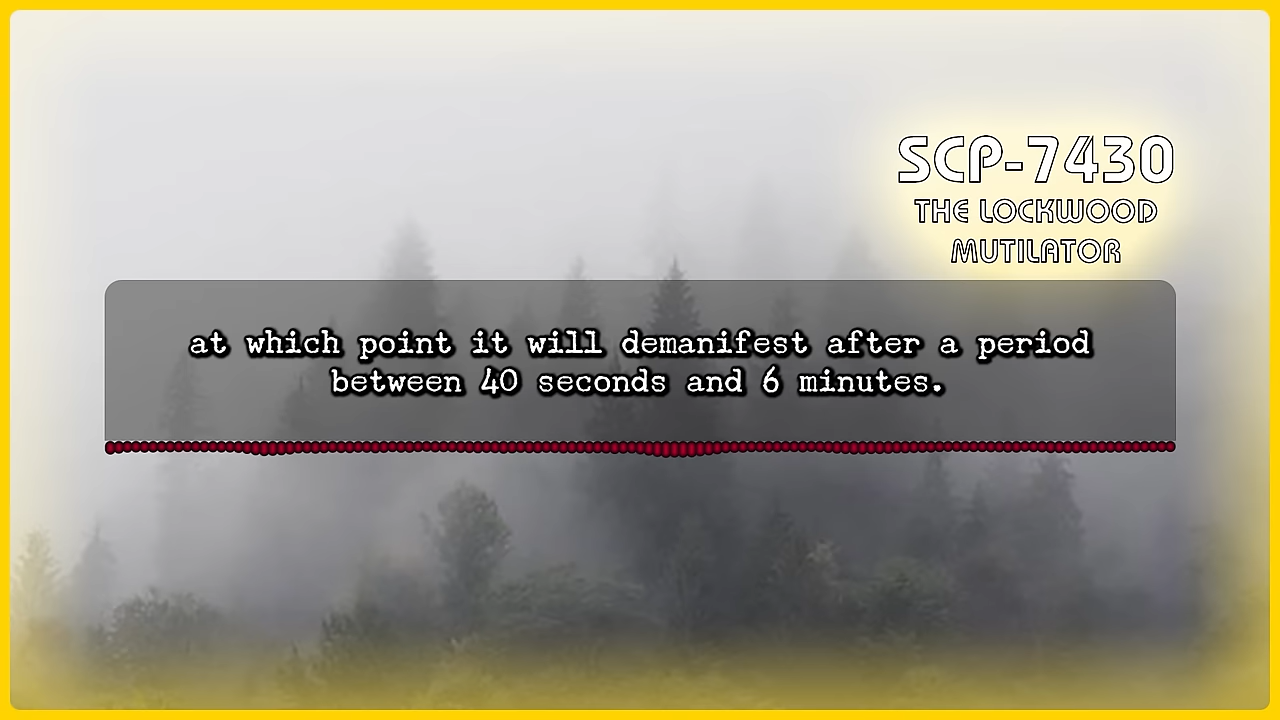 SCP-7430
THE LOCKWOOD
MUTILATOR
at which point it will demanifest after a period
between 40 seconds and 6 minutes.